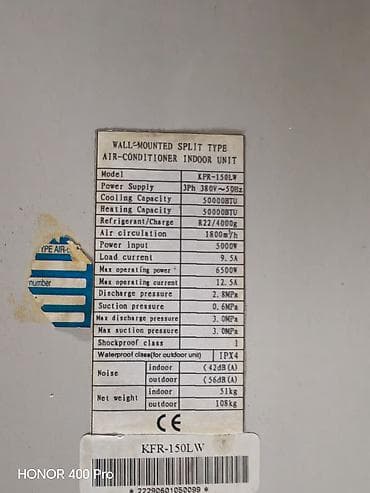 WALL-MOUNTED SPLIT TYPE
AIR-CONDITIONER INDOOR UNIT
Model KFR-150LW
Power Supply 3Ph 380V~50Hz
Cooling Capacity 50000BTU
Heating Capacity 50000BTU
Refrigerant/Charge R22/4000g
Air circulation 1800m³/h
Power input 5000W
Load current 9.5A
Max operating power 6500W
Max operating current 12.5A
Discharge pressure 2.8MPa
Suction pressure 0.6MPa
Max discharge pressure 3.0MPa
Max suction pressure 3.0MPa
Shockproof class I
Waterproof class(for outdoor unit) IPX4
Noise indoor <42dB(A)
outdoor <56dB(A)
Net weight indoor 51kg
outdoor 108kg
CE
TYPE AIR-
number
KFR-150LW
HONOR 400 Pro